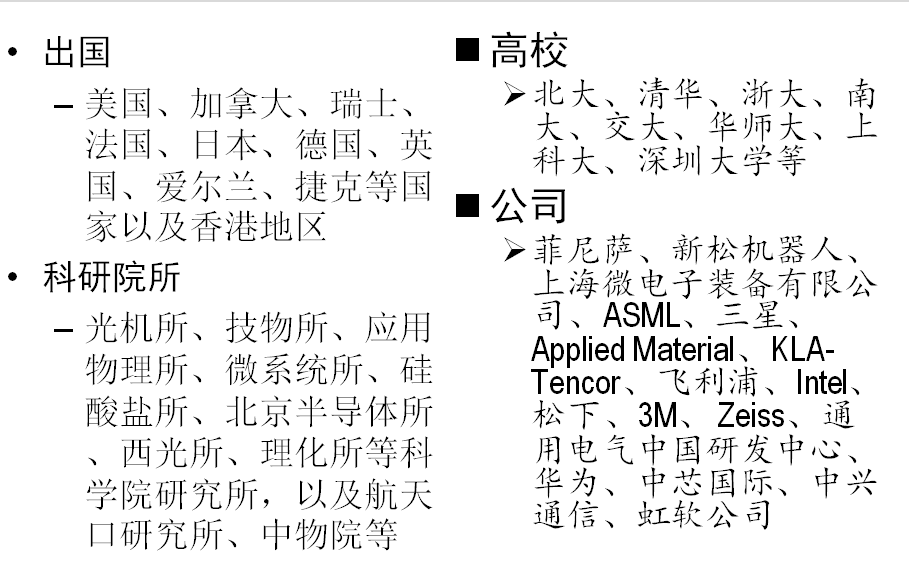 • 出国
– 美国、加拿大、瑞士、
法国、日本、德国、英
国、爱尔兰、捷克等国
家以及香港地区
• 科研院所
– 光机所、技物所、应用
物理所、微系统所、硅
酸盐所、北京半导体所
、西光所、理化所等科
学院研究所，以及航天
口研究所、中物院等
■ 高校
➢ 北大、清华、浙大、南
大、交大、华师大、上
科大、深圳大学等
■ 公司
➢ 菲尼萨、新松机器人、
上海微电子装备有限公
司、ASML、三星、
Applied Material、KLA-
Tencor、飞利浦、Intel、
松下、3M、Zeiss、通
用电气中国研发中心、
华为、中芯国际、中兴
通信、虹软公司